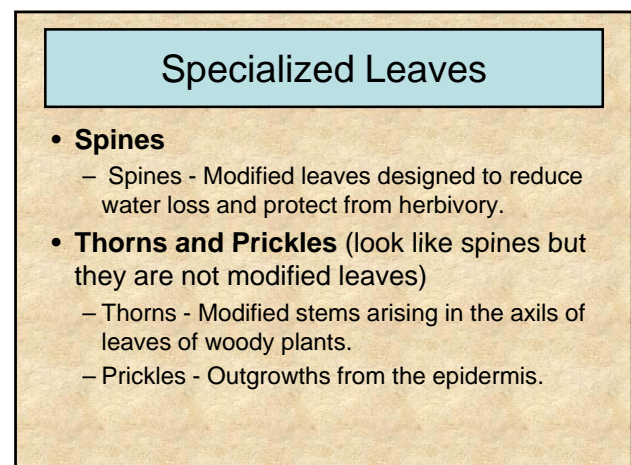 Specialized Leaves
• Spines
– Spines - Modified leaves designed to reduce
water loss and protect from herbivory.
• Thorns and Prickles (look like spines but
they are not modified leaves)
– Thorns - Modified stems arising in the axils of
leaves of woody plants.
– Prickles - Outgrowths from the epidermis.